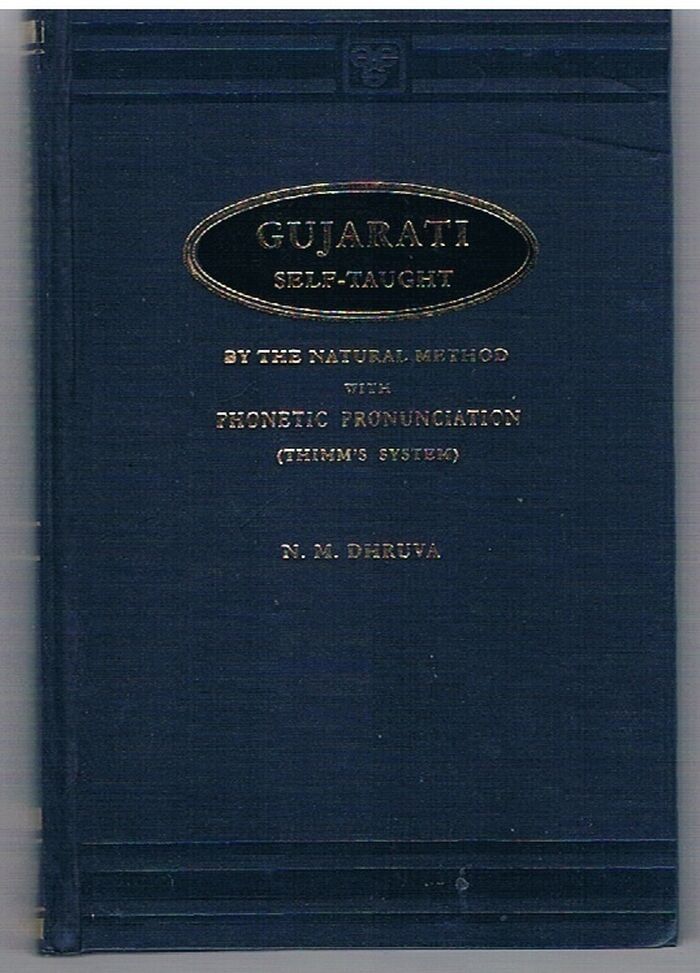 GUJARATI
SELF-TAUGHT
BY THE NATURAL METHOD
WITH
PHONETIC PRONUNCIATION
(THIMM'S SYSTEM)
N. M. DHRUVA